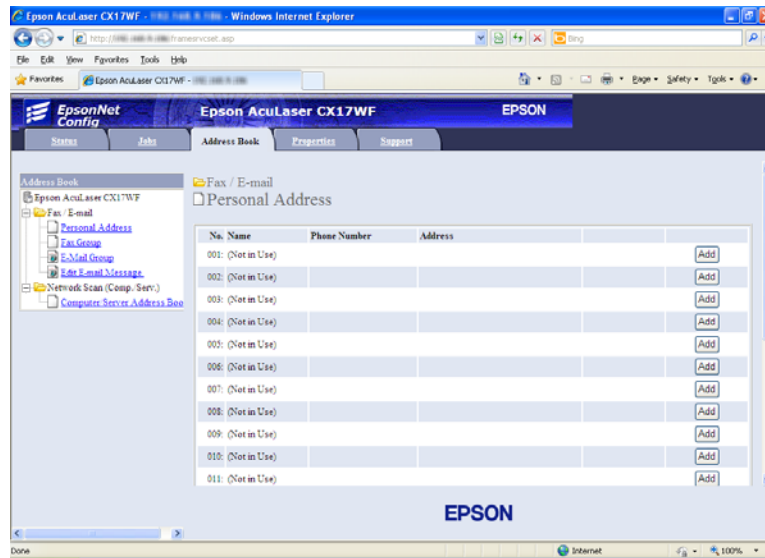 Epson AcuLaser CX17WF - - Windows Internet Explorer
http:// framesrvcset.asp
Bing
File Edit View Favorites Tools Help
Favorites Epson AcuLaser CX17WF -
Page Safety Tools
EpsonNet
Config
Epson AcuLaser CX17WF
EPSON
Status Jobs Address Book Properties Support
Address Book
Epson AcuLaser CX17WF
Fax / E-mail
Personal Address
Fax Group
E-Mail Group
Edit E-mail Message
Network Scan (Comp./Serv.)
Computer/Server Address Boo
Fax / E-mail
Personal Address
No. Name Phone Number Address
001: (Not in Use) Add
002: (Not in Use) Add
003: (Not in Use) Add
004: (Not in Use) Add
005: (Not in Use) Add
006: (Not in Use) Add
007: (Not in Use) Add
008: (Not in Use) Add
009: (Not in Use) Add
010: (Not in Use) Add
011: (Not in Use) Add
EPSON
Done Internet 100%